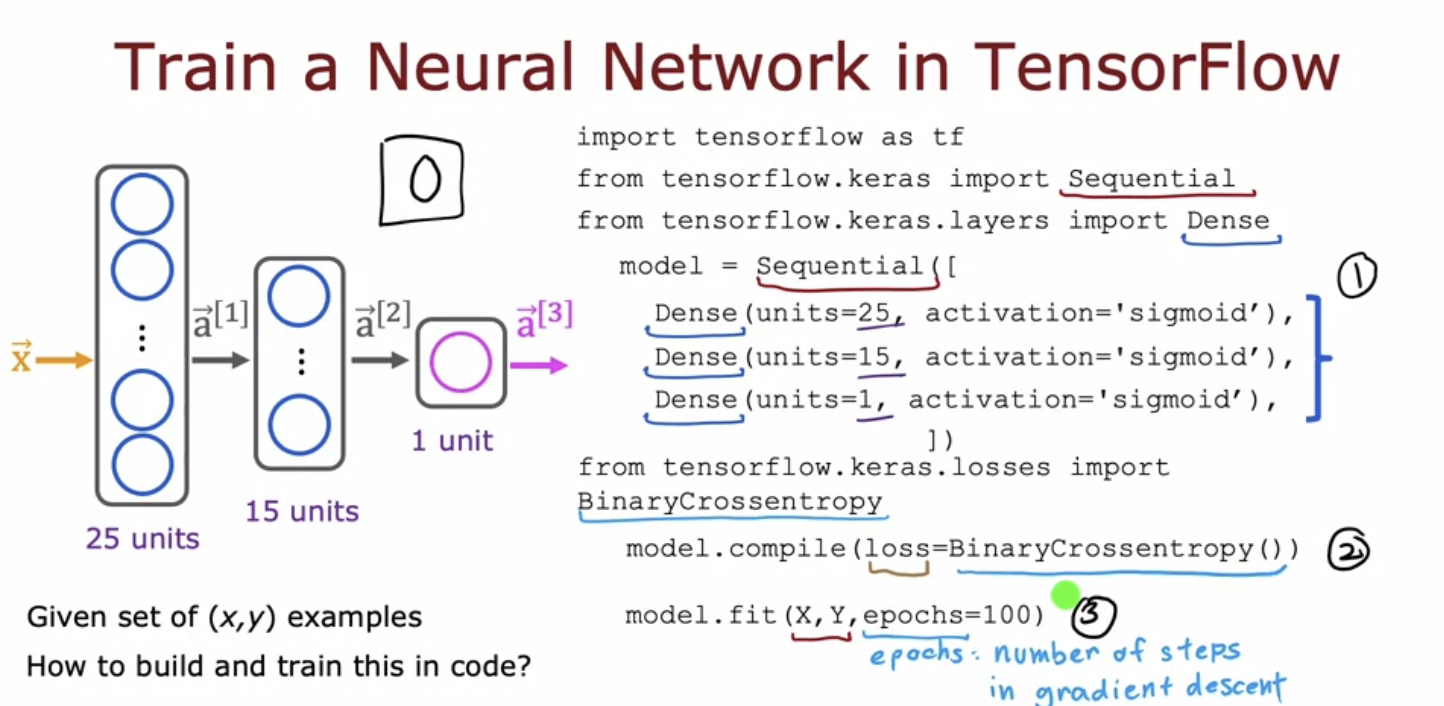 Train a Neural Network in TensorFlow
0
x⃗
a⃗[1]
a⃗[2]
a⃗[3]
25 units
15 units
1 unit
Given set of (x,y) examples
How to build and train this in code?
import tensorflow as tf
from tensorflow.keras import Sequential
from tensorflow.keras.layers import Dense
model = Sequential([
Dense(units=25, activation='sigmoid’),
Dense(units=15, activation='sigmoid’),
Dense(units=1, activation='sigmoid’),
])
1
from tensorflow.keras.losses import
BinaryCrossentropy
model.compile(loss=BinaryCrossentropy()) 2
model.fit(X,Y,epochs=100) 3
epochs: number of steps
in gradient descent